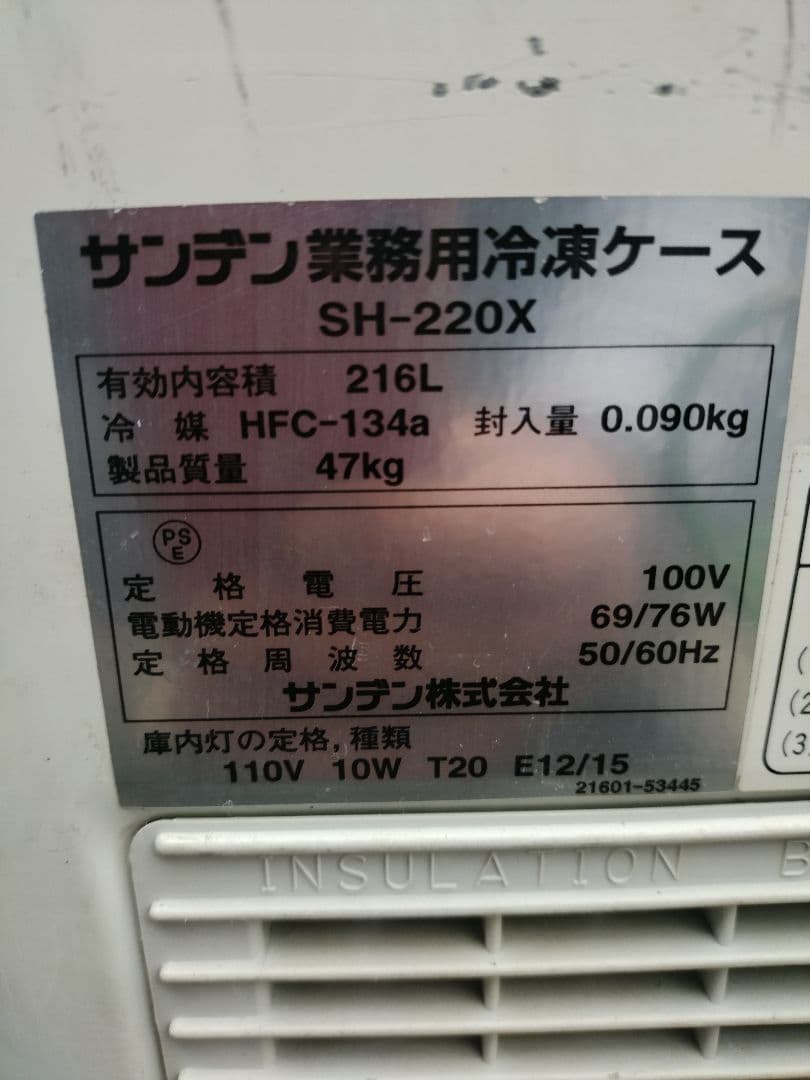 サンデン業務用冷凍ケース
SH-220X
有効内容積 216L
冷媒 HFC-134a 封入量 0.090kg
製品質量 47kg
PS
E
定格電圧 100V
電動機定格消費電力 69/76W
定格周波数 50/60Hz
サンデン株式会社
庫内灯の定格,種類
110V 10W T20 E12/15
21601-53445
(
(2
(3)
INSULATION B